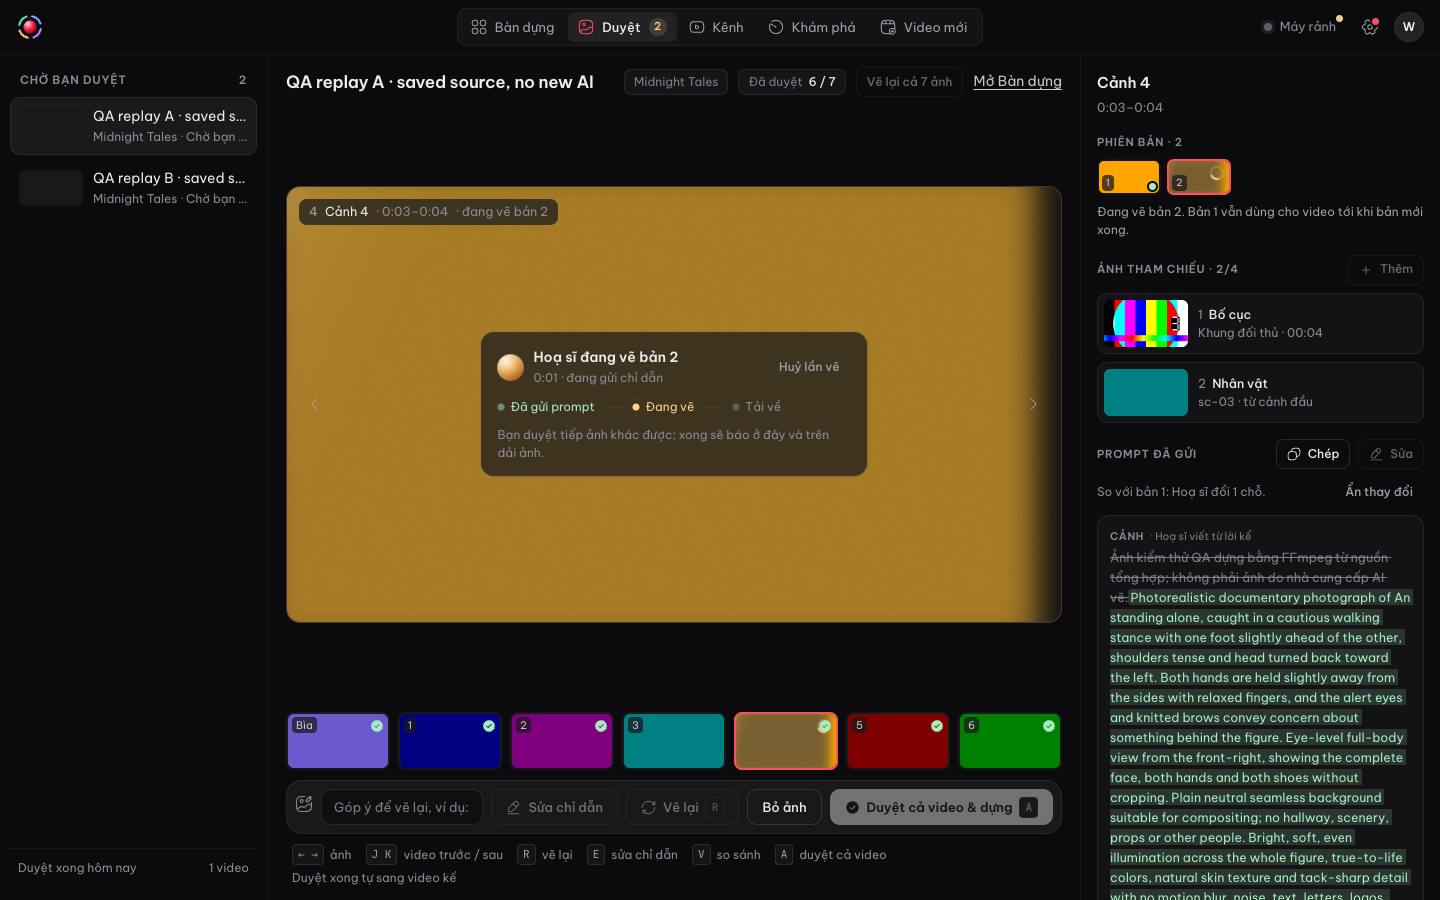 Bàn dựng
Duyệt 2
Kênh
Khám phá
Video mới
Máy rảnh
W
CHỜ BẠN DUYỆT 2
QA replay A · saved s...
Midnight Tales · Chờ bạn ...
QA replay B · saved s...
Midnight Tales · Chờ bạn ...
Duyệt xong hôm nay 1 video
QA replay A · saved source, no new AI
Midnight Tales
Đã duyệt 6 / 7
Vẽ lại cả 7 ảnh
Mở Bàn dựng
4 Cảnh 4 · 0:03–0:04 · đang vẽ bản 2
Hoạ sĩ đang vẽ bản 2
0:01 · đang gửi chỉ dẫn
Huỷ lần vẽ
Đã gửi prompt
Đang vẽ
Tải về
Bạn duyệt tiếp ảnh khác được; xong sẽ báo ở đây và trên
dải ảnh.
Bìa
1
2
3
5
6
Góp ý để vẽ lại, ví dụ:
Sửa chỉ dẫn
Vẽ lại R
Bỏ ảnh
Duyệt cả video & dựng A
← → ảnh
J K video trước / sau
R vẽ lại
E sửa chỉ dẫn
V so sánh
A duyệt cả video
Duyệt xong tự sang video kế
Cảnh 4
0:03–0:04
PHIÊN BẢN · 2
1
2
Đang vẽ bản 2. Bản 1 vẫn dùng cho video tới khi bản mới
xong.
ẢNH THAM CHIẾU · 2/4
+ Thêm
1 Bố cục
Khung đối thủ · 00:04
2 Nhân vật
sc-03 · từ cảnh đầu
PROMPT ĐÃ GỬI
Chép
Sửa
So với bản 1: Hoạ sĩ đổi 1 chỗ.
Ẩn thay đổi
CẢNH · Hoạ sĩ viết từ lời kể
Ảnh kiểm thử QA dựng bằng FFmpeg từ nguồn
tổng hợp; không phải ảnh do nhà cung cấp AI
vẽ. Photorealistic documentary photograph of An
standing alone, caught in a cautious walking
stance with one foot slightly ahead of the other,
shoulders tense and head turned back toward
the left. Both hands are held slightly away from
the sides with relaxed fingers, and the alert eyes
and knitted brows convey concern about
something behind the figure. Eye-level full-body
view from the front-right, showing the complete
face, both hands and both shoes without
cropping. Plain neutral seamless background
suitable for compositing; no hallway, scenery,
props or other people. Bright, soft, even
illumination across the whole figure, true-to-life
colors, natural skin texture and tack-sharp detail
with no motion blur, noise, text, letters, logos,